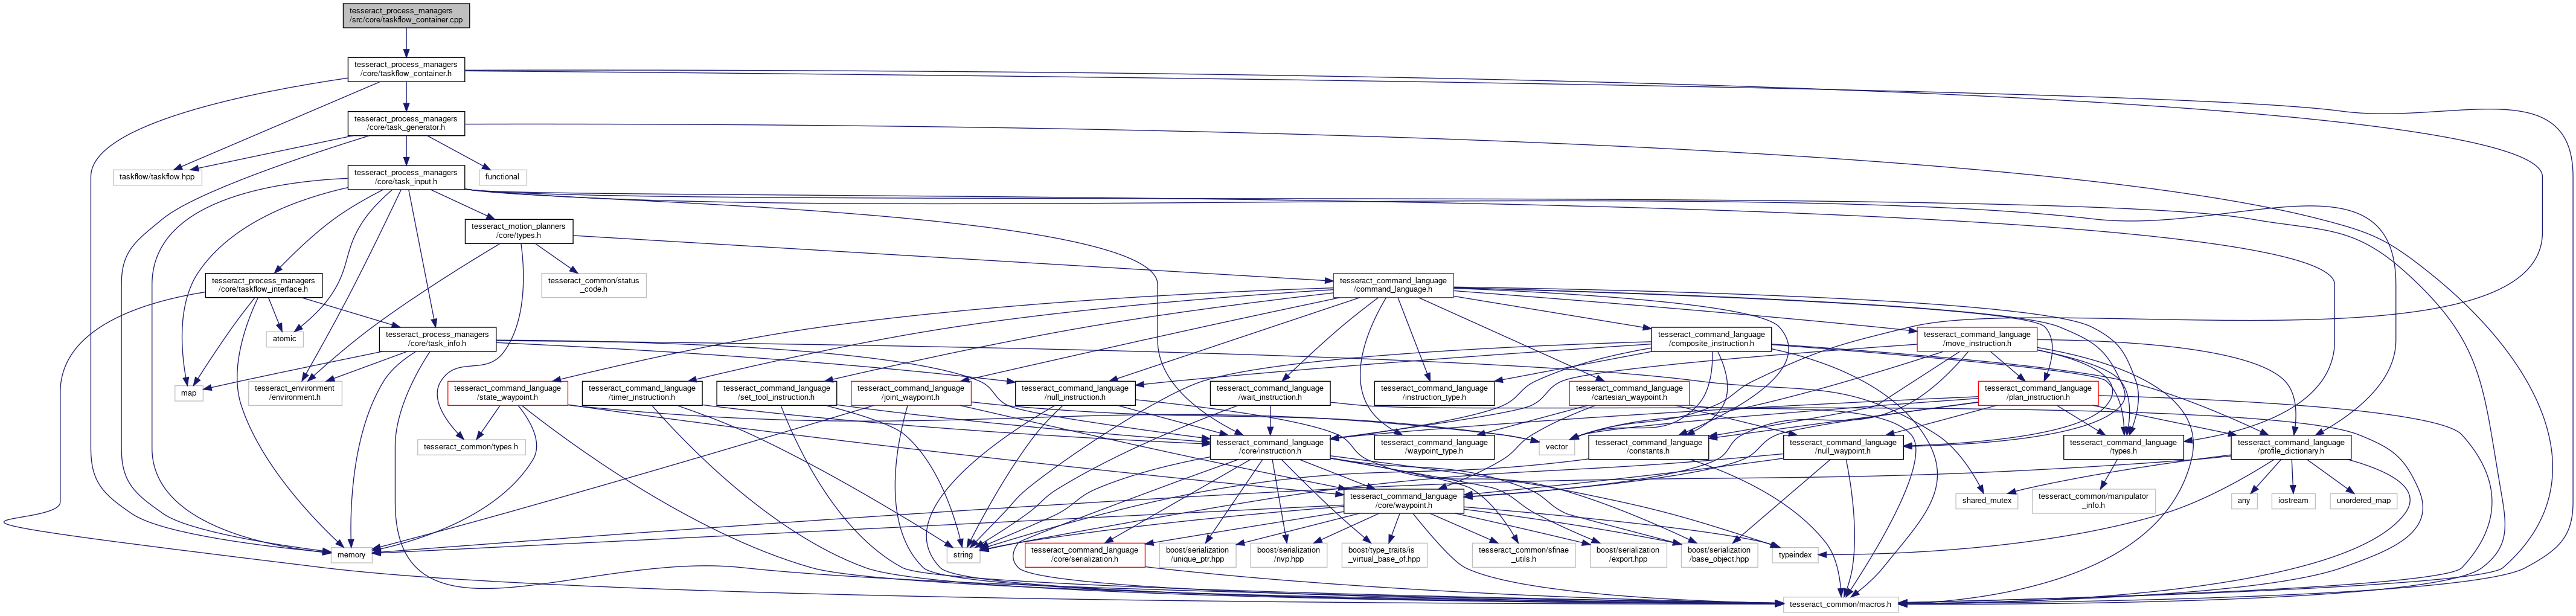 tesseract_process_managers
/src/core/taskflow_container.cpp
tesseract_process_managers
/core/taskflow_container.h
tesseract_process_managers
/core/task_generator.h
taskflow/taskflow.hpp
tesseract_process_managers
/core/task_input.h
functional
tesseract_motion_planners
/core/types.h
tesseract_process_managers
/core/taskflow_interface.h
tesseract_common/status
_code.h
tesseract_command_language
/command_language.h
atomic
tesseract_process_managers
/core/task_info.h
tesseract_command_language
/composite_instruction.h
tesseract_command_language
/move_instruction.h
map
tesseract_environment
/environment.h
tesseract_command_language
/state_waypoint.h
tesseract_command_language
/timer_instruction.h
tesseract_command_language
/set_tool_instruction.h
tesseract_command_language
/joint_waypoint.h
tesseract_command_language
/null_instruction.h
tesseract_command_language
/wait_instruction.h
tesseract_command_language
/instruction_type.h
tesseract_command_language
/cartesian_waypoint.h
tesseract_command_language
/plan_instruction.h
tesseract_common/types.h
tesseract_command_language
/core/instruction.h
tesseract_command_language
/waypoint_type.h
vector
tesseract_command_language
/constants.h
tesseract_command_language
/null_waypoint.h
tesseract_command_language
/types.h
tesseract_command_language
/profile_dictionary.h
tesseract_command_language
/core/waypoint.h
shared_mutex
tesseract_common/manipulator
_info.h
any
iostream
unordered_map
memory
string
tesseract_command_language
/core/serialization.h
boost/serialization
/unique_ptr.hpp
boost/serialization
/nvp.hpp
boost/type_traits/is
_virtual_base_of.hpp
tesseract_common/sfinae
_utils.h
boost/serialization
/export.hpp
boost/serialization
/base_object.hpp
typeindex
tesseract_common/macros.h